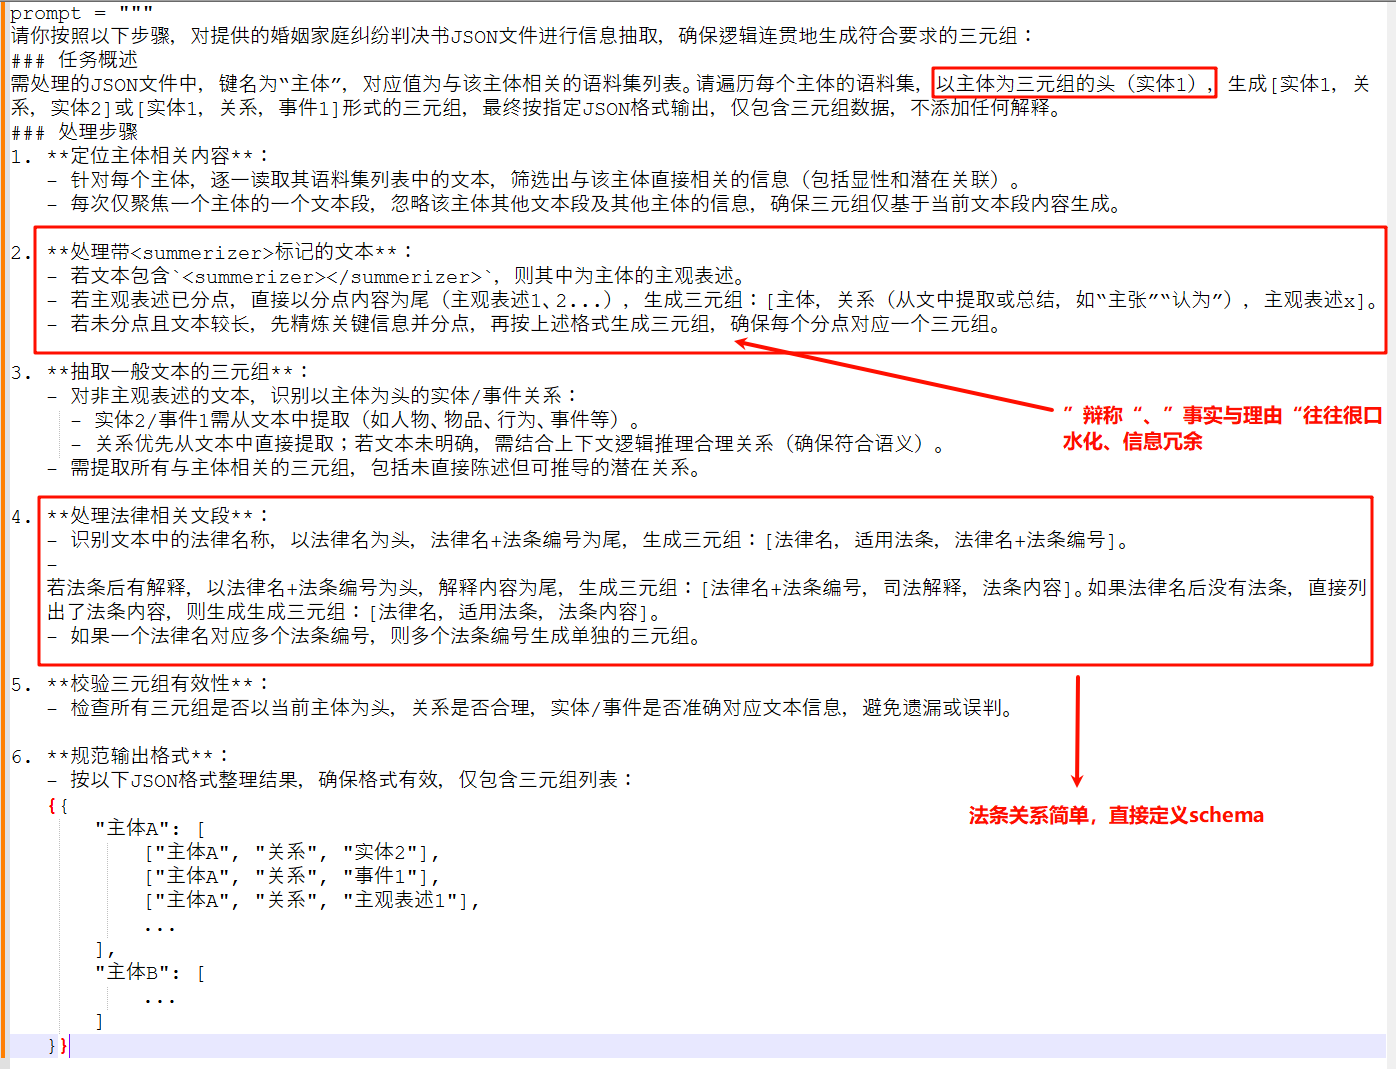 prompt = """
请你按照以下步骤，对提供的婚姻家庭纠纷判决书JSON文件进行信息抽取，确保逻辑连贯地生成符合要求的三元组：
### 任务概述
需处理的JSON文件中，键名为“主体”，对应值为与该主体相关的语料集列表。请遍历每个主体的语料集，以主体为三元组的头（实体1），生成[实体1，关
系，实体2]或[实体1，关系，事件1]形式的三元组，最终按指定JSON格式输出，仅包含三元组数据，不添加任何解释。
### 处理步骤
1. **定位主体相关内容**：
- 针对每个主体，逐一读取其语料集列表中的文本，筛选出与该主体直接相关的信息（包括显性和潜在关联）。
- 每次仅聚焦一个主体的一个文本段，忽略该主体其他文本段及其他主体的信息，确保三元组仅基于当前文本段内容生成。
2. **处理带<summerizer>标记的文本**：
- 若文本包含`<summerizer></summerizer>`，则其中为主体的主观表述。
- 若主观表述已分点，直接以分点内容为尾（主观表述1、2...），生成三元组：[主体，关系（从文中提取或总结，如“主张”“认为”），主观表述x]。
- 若未分点且文本较长，先精炼关键信息并分点，再按上述格式生成三元组，确保每个分点对应一个三元组。
3. **抽取一般文本的三元组**：
- 对非主观表述的文本，识别以主体为头的实体/事件关系：
- 实体2/事件1需从文本中提取（如人物、物品、行为、事件等）。
- 关系优先从文本中直接提取；若文本未明确，需结合上下文逻辑推理合理关系（确保符合语义）。
- 需提取所有与主体相关的三元组，包括未直接陈述但可推导的潜在关系。
”辩称“、”事实与理由“往往很口
水化、信息冗余
4. **处理法律相关文段**：
- 识别文本中的法律名称，以法律名为头，法律名+法条编号为尾，生成三元组：[法律名，适用法条，法律名+法条编号]。
-
若法条后有解释，以法律名+法条编号为头，解释内容为尾，生成三元组：[法律名+法条编号，司法解释，法条内容]。如果法律名后没有法条，直接列
出了法条内容，则生成生成三元组：[法律名，适用法条，法条内容]。
- 如果一个法律名对应多个法条编号，则多个法条编号生成单独的三元组。
5. **校验三元组有效性**：
- 检查所有三元组是否以当前主体为头，关系是否合理，实体/事件是否准确对应文本信息，避免遗漏或误判。
6. **规范输出格式**：
- 按以下JSON格式整理结果，确保格式有效，仅包含三元组列表：
{{
"主体A": [
["主体A", "关系", "实体2"],
["主体A", "关系", "事件1"],
["主体A", "关系", "主观表述1"],
...
],
"主体B": [
...
]
}}
法条关系简单，直接定义schema